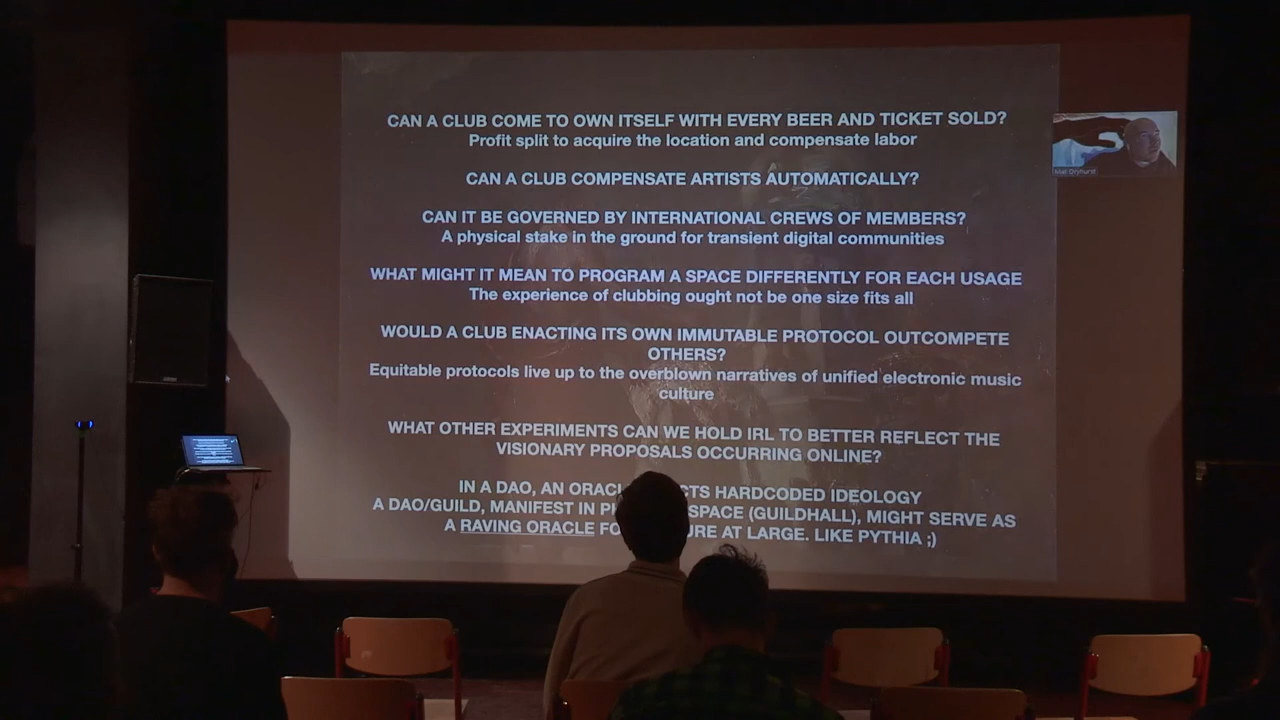 CAN A CLUB COME TO OWN ITSELF WITH EVERY BEER AND TICKET SOLD?
Profit split to acquire the location and compensate labor
CAN A CLUB COMPENSATE ARTISTS AUTOMATICALLY?
CAN IT BE GOVERNED BY INTERNATIONAL CREWS OF MEMBERS?
A physical stake in the ground for transient digital communities
WHAT MIGHT IT MEAN TO PROGRAM A SPACE DIFFERENTLY FOR EACH USAGE
The experience of clubbing ought not be one size fits all
WOULD A CLUB ENACTING ITS OWN IMMUTABLE PROTOCOL OUTCOMPETE
OTHERS?
Equitable protocols live up to the overblown narratives of unified electronic music
culture
WHAT OTHER EXPERIMENTS CAN WE HOLD IRL TO BETTER REFLECT THE
VISIONARY PROPOSALS OCCURRING ONLINE?
IN A DAO, AN HARDCODED IDEOLOGY
A DAO/GUILD, MANIFEST IN SPACE (GUILDHALL), MIGHT SERVE AS
A RAVING ORACLE AT LARGE. LIKE PYTHIA ;)
Mat Dryhurst